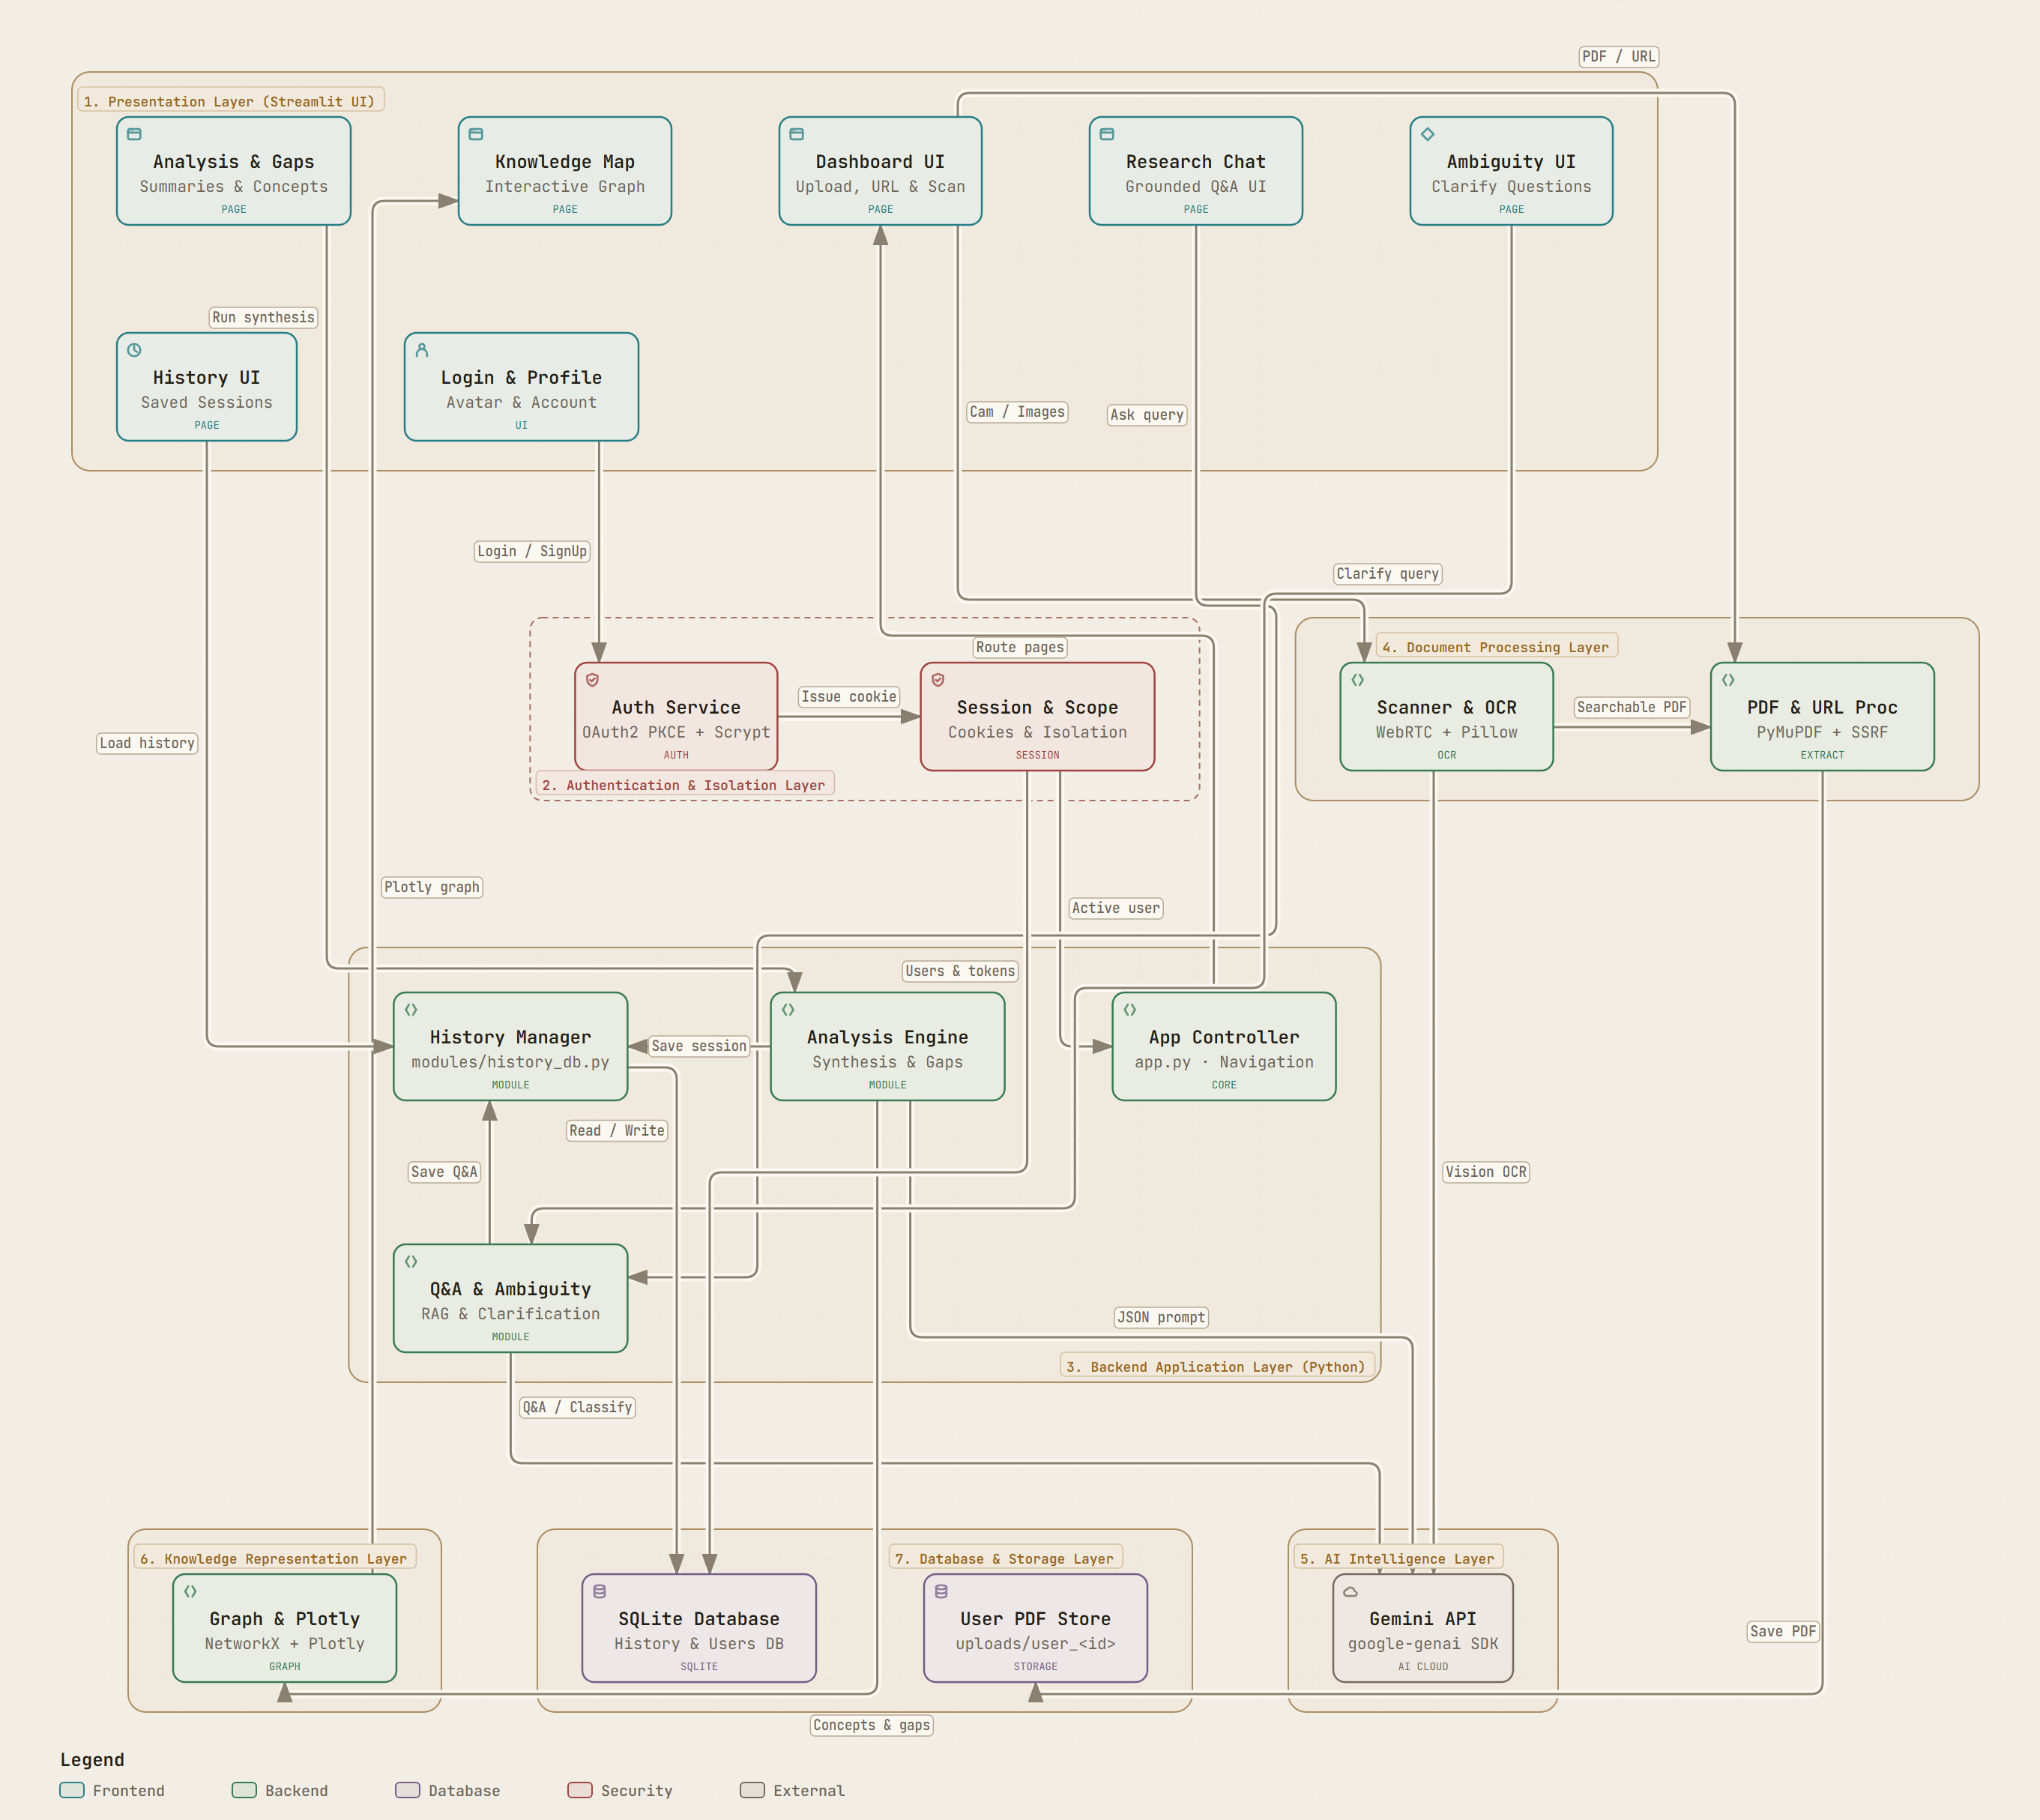 PDF / URL
1. Presentation Layer (Streamlit UI)
Analysis & Gaps
Summaries & Concepts
PAGE
Knowledge Map
Interactive Graph
PAGE
Dashboard UI
Upload, URL & Scan
PAGE
Research Chat
Grounded Q&A UI
PAGE
Ambiguity UI
Clarify Questions
PAGE
Run synthesis
History UI
Saved Sessions
PAGE
Login & Profile
Avatar & Account
UI
Cam / Images
Ask query
Login / SignUp
Clarify query
Route pages
4. Document Processing Layer
Auth Service
OAuth2 PKCE + Scrypt
AUTH
Issue cookie
Session & Scope
Cookies & Isolation
SESSION
Scanner & OCR
WebRTC + Pillow
OCR
Searchable PDF
PDF & URL Proc
PyMuPDF + SSRF
EXTRACT
Load history
2. Authentication & Isolation Layer
Plotly graph
Active user
Users & tokens
History Manager
modules/history_db.py
MODULE
Save session
Analysis Engine
Synthesis & Gaps
MODULE
App Controller
app.py · Navigation
CORE
Read / Write
Save Q&A
Vision OCR
Q&A & Ambiguity
RAG & Clarification
MODULE
JSON prompt
3. Backend Application Layer (Python)
Q&A / Classify
6. Knowledge Representation Layer
7. Database & Storage Layer
5. AI Intelligence Layer
Graph & Plotly
NetworkX + Plotly
GRAPH
SQLite Database
History & Users DB
SQLITE
User PDF Store
uploads/user_<id>
STORAGE
Gemini API
google-genai SDK
AI CLOUD
Save PDF
Concepts & gaps
Legend
Frontend
Backend
Database
Security
External